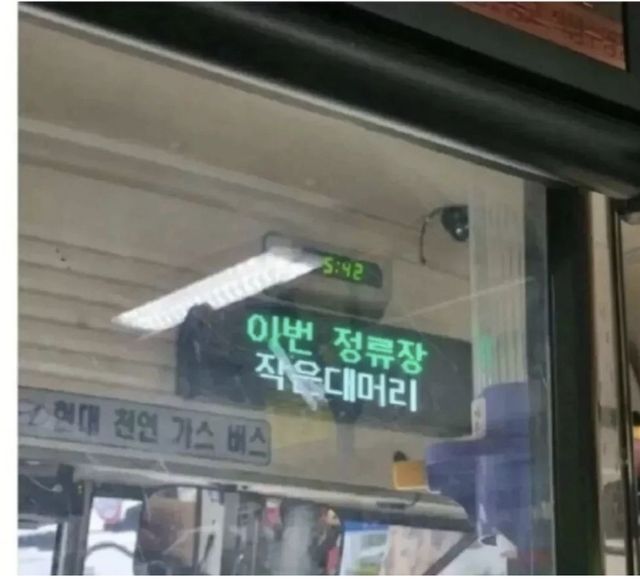 5:42
이번 정류장
작은대머리
현대 천연 가스 버스